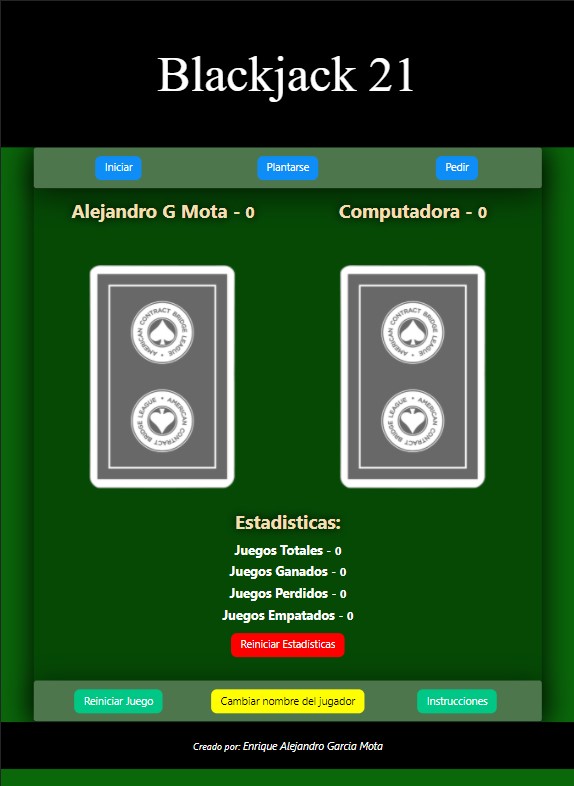 Blackjack 21
Iniciar Plantarse Pedir
Alejandro G Mota - 0 Computadora - 0
AMERICAN CONTRACT BRIDGE LEAGUE • AMERICAN CONTRACT BRIDGE LEAGUE •
AMERICAN CONTRACT BRIDGE LEAGUE • AMERICAN CONTRACT BRIDGE LEAGUE •
Estadisticas:
Juegos Totales - 0
Juegos Ganados - 0
Juegos Perdidos - 0
Juegos Empatados - 0
Reiniciar Estadísticas
Reiniciar Juego Cambiar nombre del jugador Instrucciones
Creado por: Enrique Alejandro García Mota